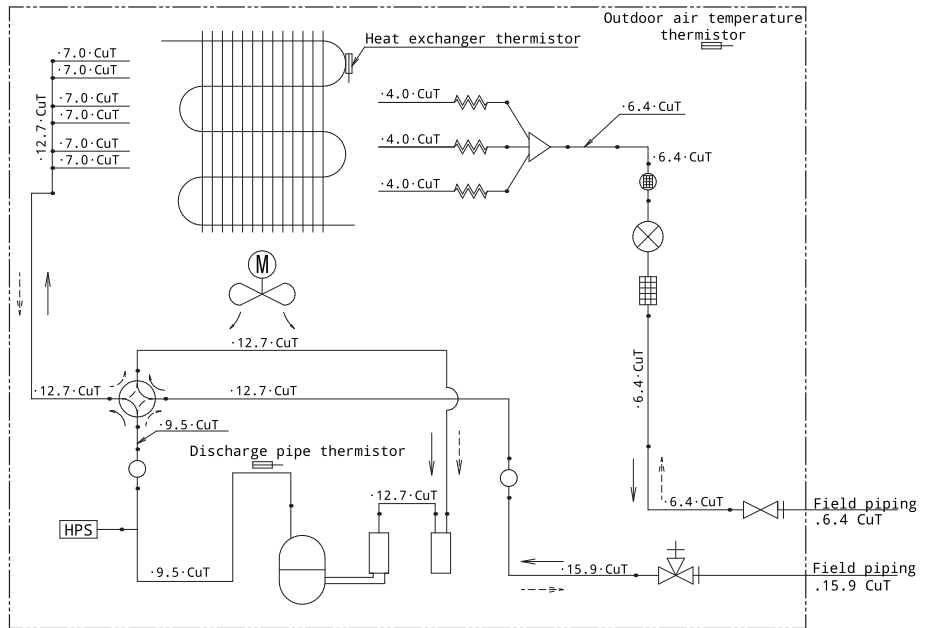 Outdoor air temperature
thermistor
Heat exchanger thermistor
·7.0·CuT
·7.0·CuT
·7.0·CuT
·7.0·CuT
·7.0·CuT
·7.0·CuT
·12.7·CuT
·4.0·CuT
·4.0·CuT
·4.0·CuT
·6.4·CuT
·6.4·CuT
M
·12.7·CuT
·6.4·CuT
·12.7·CuT
·12.7·CuT
·9.5·CuT
Discharge pipe thermistor
·12.7·CuT
·6.4·CuT
Field piping
.6.4 CuT
HPS
·9.5·CuT
·15.9·CuT
Field piping
.15.9 CuT